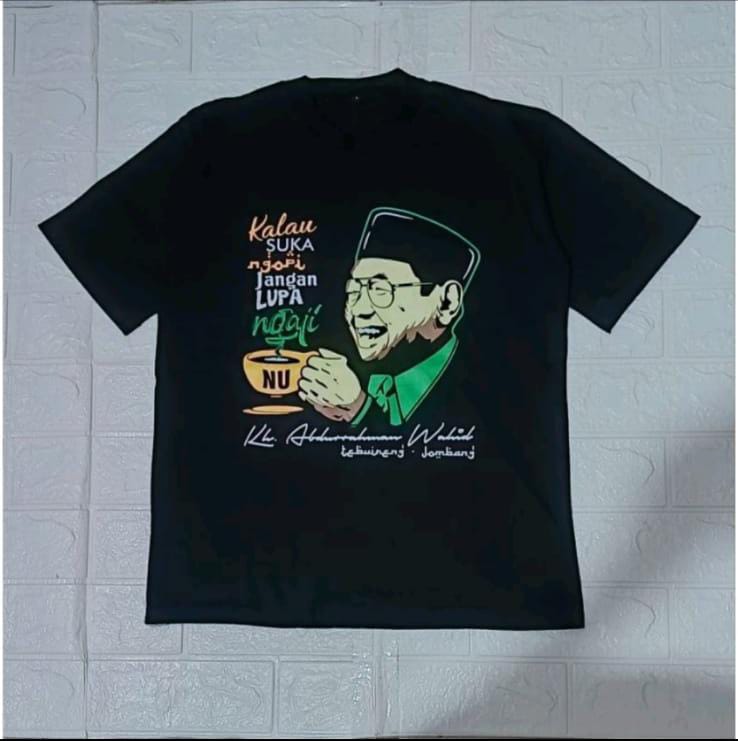 Kalau
SUKA
ngopi
Jangan
LUPA
ngaji
NU
Kh. Abdurrahman Wahid
tebuireng · Jombang